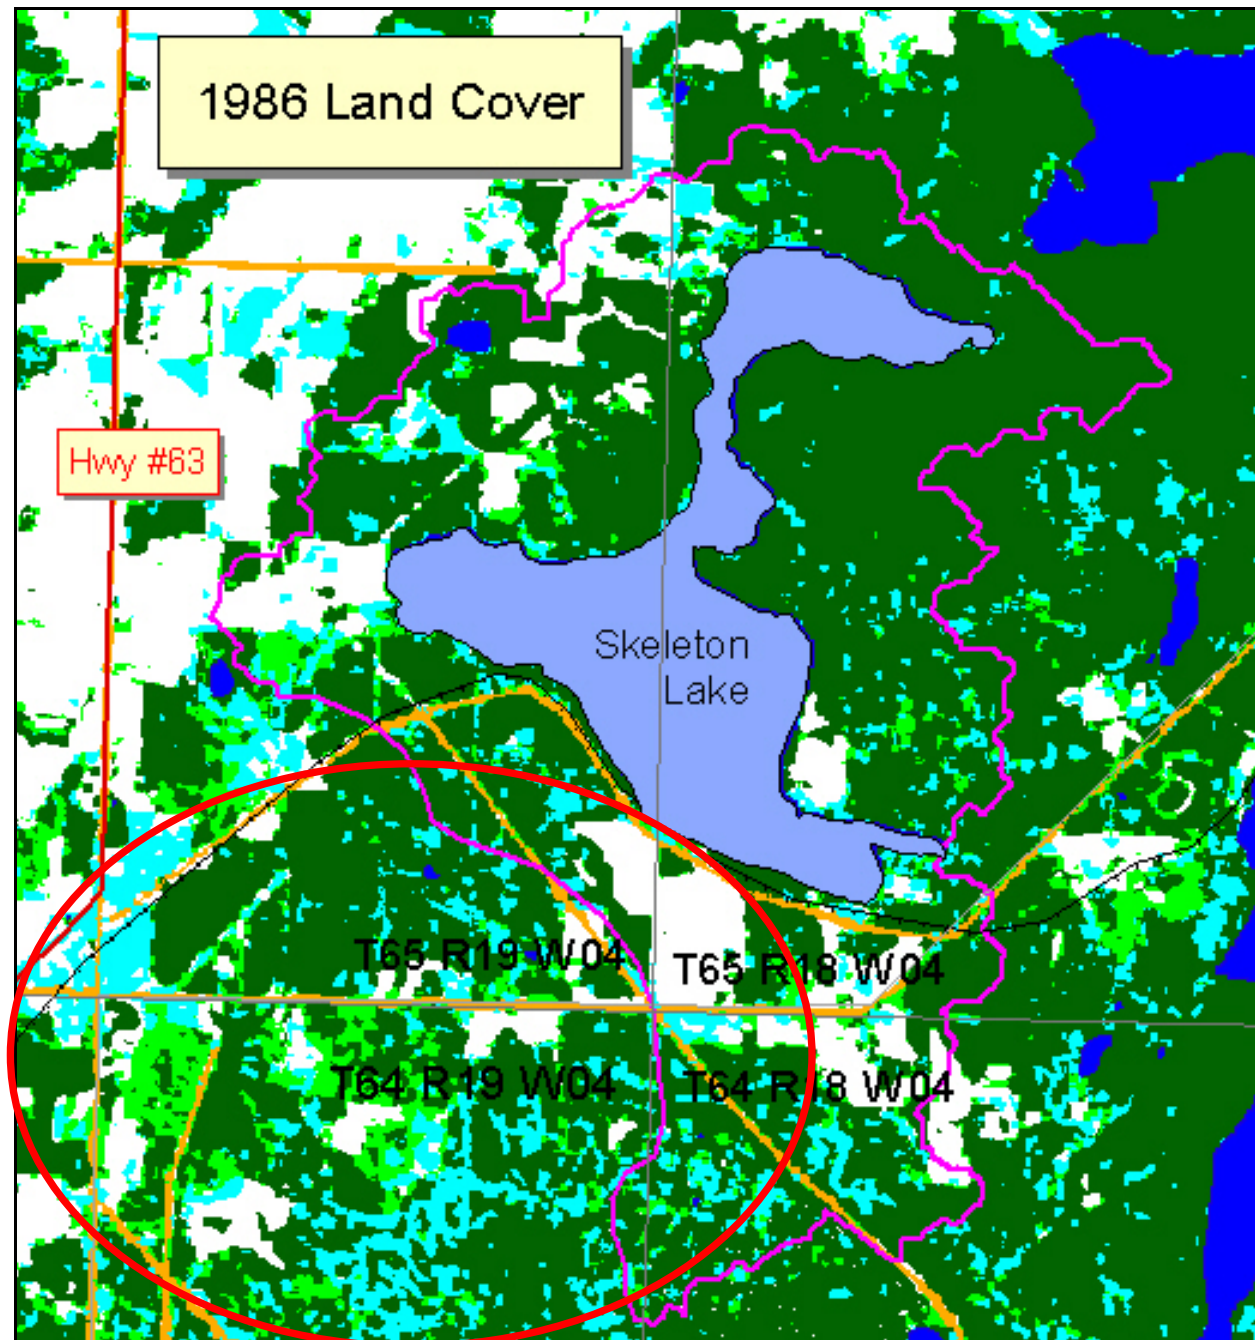 1986 Land Cover
Hwy #63
Skeleton
Lake
T65 R19 W04
T65 R18 W04
T64 R19 W04
T64 R18 W04